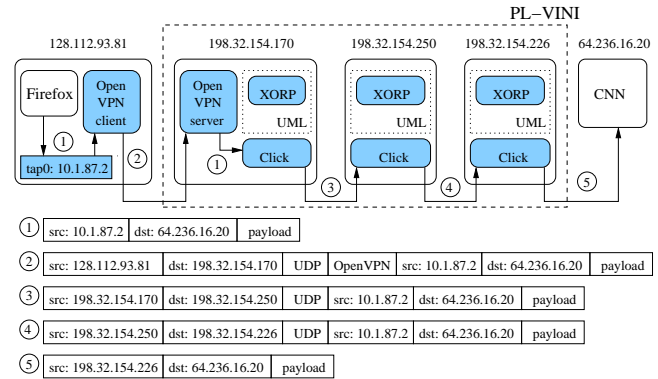 PL-VINI
128.112.93.81
198.32.154.170
198.32.154.250
198.32.154.226
64.236.16.20
Firefox
Open
VPN
client
Open
VPN
server
XORP
UML
XORP
UML
XORP
UML
CNN
1
tap0: 10.1.87.2
2
1
Click
3
Click
4
Click
5
1 src: 10.1.87.2 dst: 64.236.16.20 payload
2 src: 128.112.93.81 dst: 198.32.154.170 UDP OpenVPN src: 10.1.87.2 dst: 64.236.16.20 payload
3 src: 198.32.154.170 dst: 198.32.154.250 UDP src: 10.1.87.2 dst: 64.236.16.20 payload
4 src: 198.32.154.250 dst: 198.32.154.226 UDP src: 10.1.87.2 dst: 64.236.16.20 payload
5 src: 198.32.154.226 dst: 64.236.16.20 payload